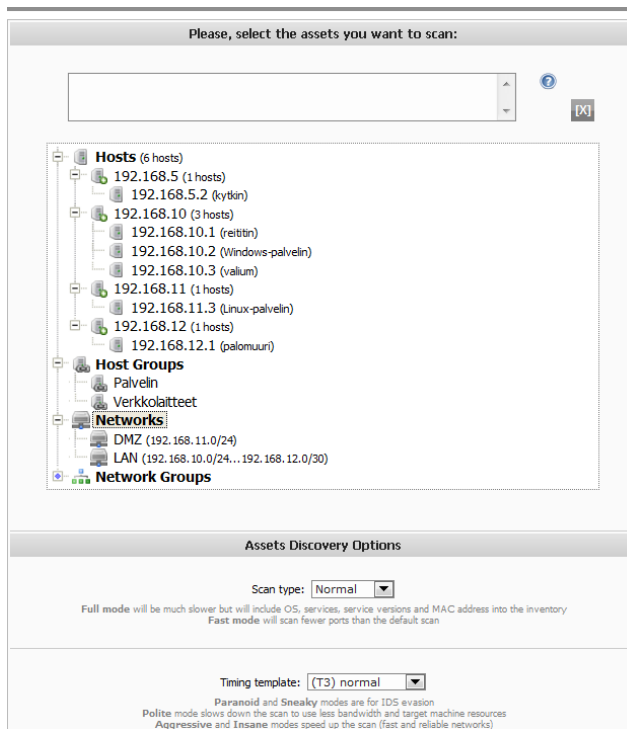 Please, select the assets you want to scan:
[X]
Hosts (6 hosts)
192.168.5 (1 hosts)
192.168.5.2 (kytkin)
192.168.10 (3 hosts)
192.168.10.1 (reititin)
192.168.10.2 (Windows-palvelin)
192.168.10.3 (valium)
192.168.11 (1 hosts)
192.168.11.3 (Linux-palvelin)
192.168.12 (1 hosts)
192.168.12.1 (palomuuri)
Host Groups
Palvelin
Verkkolaitteet
Networks
DMZ (192.168.11.0/24)
LAN (192.168.10.0/24...192.168.12.0/30)
Network Groups
Assets Discovery Options
Scan type: Normal
Full mode will be much slower but will include OS, services, service versions and MAC address into the inventory
Fast mode will scan fewer ports than the default scan
Timing template: (T3) normal
Paranoid and Sneaky modes are for IDS evasion
Polite mode slows down the scan to use less bandwidth and target machine resources
Aggressive and Insane modes speed up the scan (fast and reliable networks)